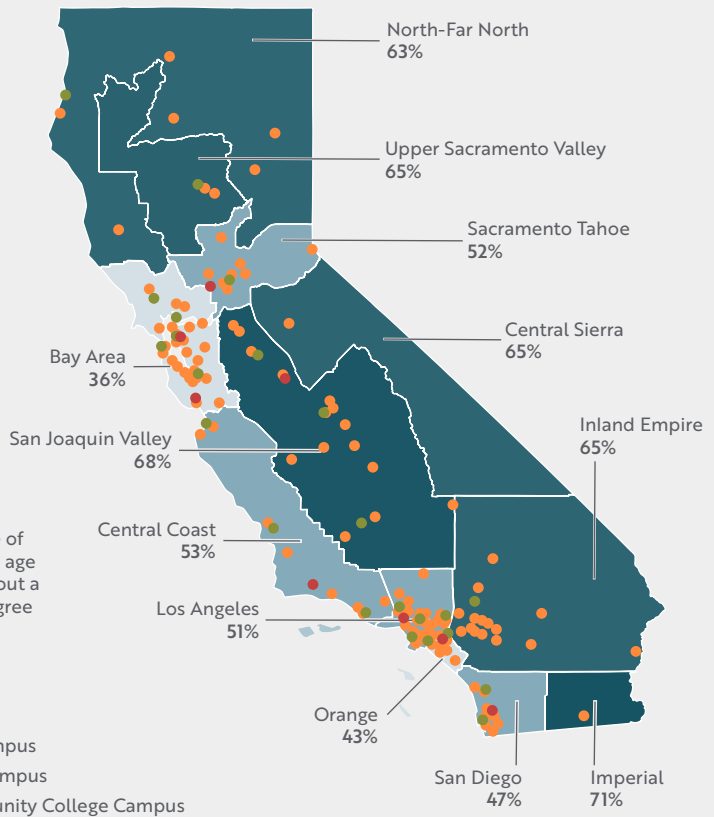 North-Far North
63%
Upper Sacramento Valley
65%
Sacramento Tahoe
52%
Central Sierra
65%
Bay Area
36%
Inland Empire
65%
San Joaquin Valley
68%
Central Coast
53%
of
age
out a
gree
Los Angeles
51%
Orange
43%
mpus
ampus
unity College Campus
San Diego
47%
Imperial
71%